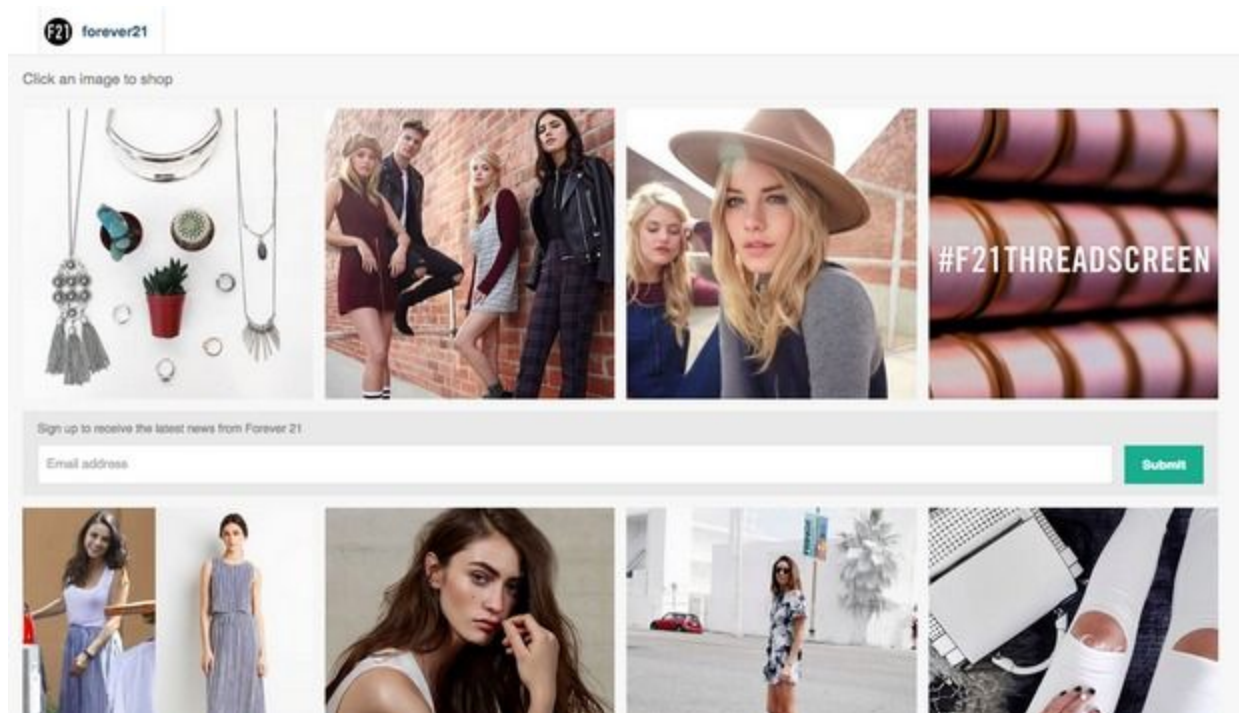 F21 forever21
Click an image to shop
#F21THREADSCREEN
Sign up to receive the latest news from Forever 21
Email address
Submit